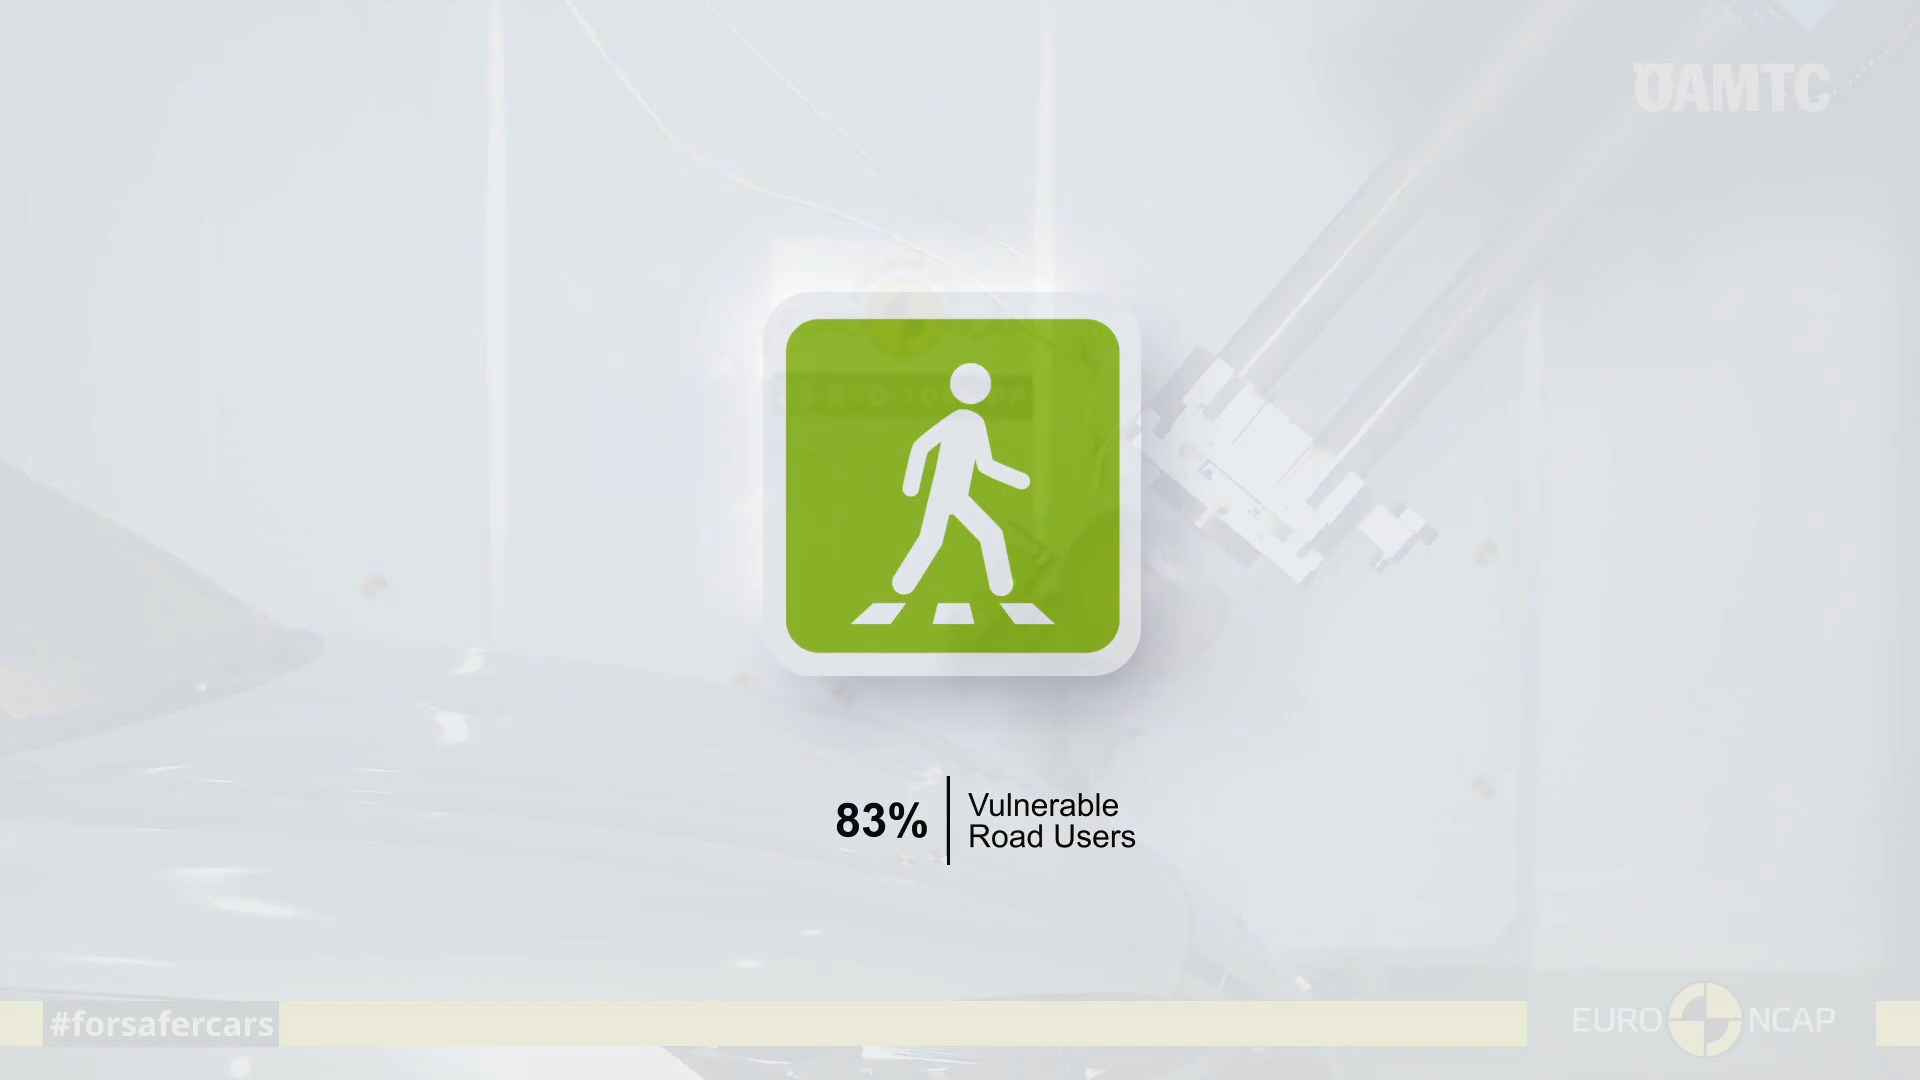 ÖAMTC
83%
Vulnerable
Road Users
#forsafercars
EURO NCAP